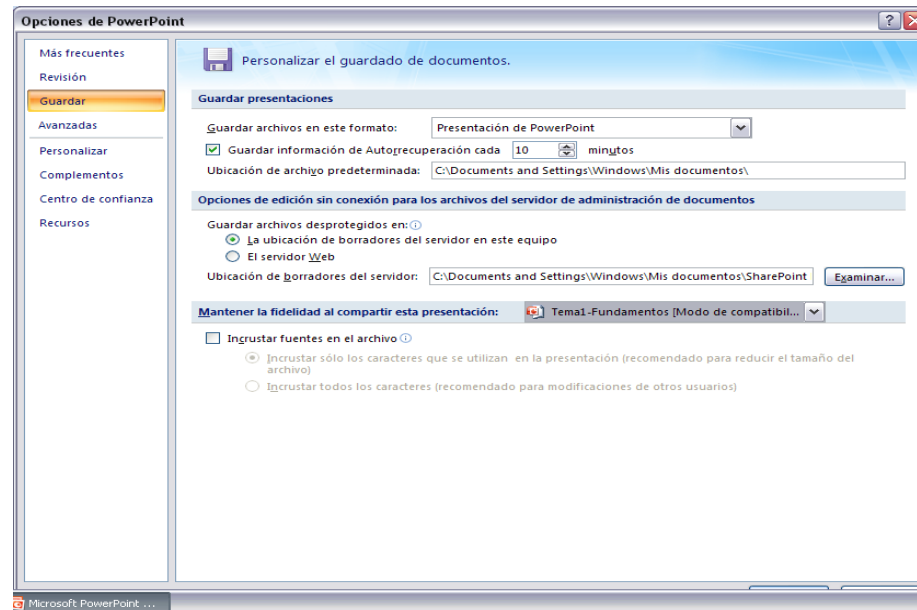 Opciones de PowerPoint
Más frecuentes
Revisión
Guardar
Avanzadas
Personalizar
Complementos
Centro de confianza
Recursos
Personalizar el guardado de documentos.
Guardar presentaciones
Guardar archivos en este formato: Presentación de PowerPoint
Guardar información de Autorrecuperación cada 10 minutos
Ubicación de archivo predeterminada: C:\Documents and Settings\Windows\Mis documentos\
Opciones de edición sin conexión para los archivos del servidor de administración de documentos
Guardar archivos desprotegidos en:
La ubicación de borradores del servidor en este equipo
El servidor Web
Ubicación de borradores del servidor: C:\Documents and Settings\Windows\Mis documentos\SharePoint Examinar...
Mantener la fidelidad al compartir esta presentación: Tema1-Fundamentos [Modo de compatibil...
Incrustar fuentes en el archivo
Incrustar sólo los caracteres que se utilizan en la presentación (recomendado para reducir el tamaño del
archivo)
Incrustar todos los caracteres (recomendado para modificaciones de otros usuarios)
Microsoft PowerPoint ...